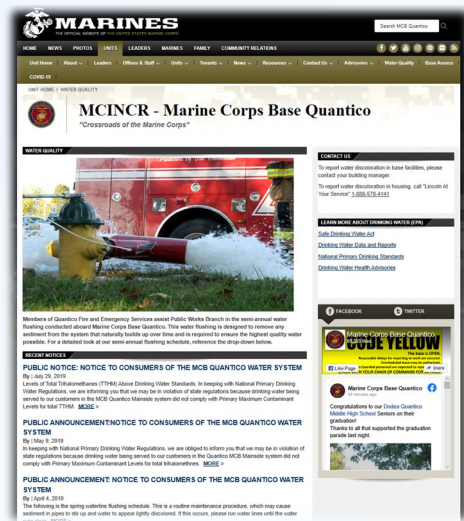 MARINES
THE OFFICIAL WEBSITE OF THE UNITED STATES MARINE CORPS
Search MCB Quantico
HOME NEWS PHOTOS UNITS LEADERS MARINES FAMILY COMMUNITY RELATIONS
Unit Home About Leaders Offices & Staff Units Tenants News Resources Contact Us Advisories Water Quality Base Access
COVID-19
UNIT HOME / WATER QUALITY
MCINCR - Marine Corps Base Quantico
"Crossroads of the Marine Corps"
WATER QUALITY
Members of Quantico Fire and Emergency Services assist Public Works Branch in the semi-annual water
flushing conducted aboard Marine Corps Base Quantico. This water flushing is designed to remove any
sediment from the system that naturally builds up over time and is required to ensure the highest quality water
possible. For a detailed look at our semi-annual flushing schedule, reference the drop-down below.
RECENT NOTICES
PUBLIC NOTICE: NOTICE TO CONSUMERS OF THE MCB QUANTICO WATER SYSTEM
By | July 29, 2019
Levels of Total Trihalomethanes (TTHM) Above Drinking Water Standards. In keeping with National Primary Drinking
Water Regulations, we are informing you that we may be in violation of state regulations because drinking water being
served to our customers in the MCB Quantico Mainside system did not comply with Primary Maximum Contaminant
Levels for total TTHM. MORE »
PUBLIC ANNOUNCEMENT:NOTICE TO CONSUMERS OF THE MCB QUANTICO WATER
SYSTEM
By | May 9, 2019
In keeping with National Primary Drinking Water Regulations, we are obliged to inform you that we may be in violation of
state regulations because drinking water being served to our customers in the Quantico MCB Mainside system did not
comply with Primary Maximum Contaminant Levels for total trihalomethanes. MORE »
PUBLIC ANNOUNCEMENT: NOTICE TO CONSUMERS OF THE MCB QUANTICO WATER
SYSTEM
By | April 4, 2019
The following is the spring waterline flushing schedule. This is a routine maintenance procedure, which may cause
sediment in pipes to stir up and water to appear lightly discolored. If this occurs, please run water lines until the water
CONTACT US
To report water discoloration in base facilities, please
contact your building manager.
To report water discoloration in housing, call "Lincoln At
Your Service" 1-888-578-4141
LEARN MORE ABOUT DRINKING WATER (EPA)
Safe Drinking Water Act
Drinking Water Data and Reports
National Primary Drinking Standards
Drinking Water Health Advisories
FACEBOOK TWITTER
Marine Corps Base Quantico
CODE YELLOW
The base is OPEN.
Like Page Share
Marine Corps Base Quantico
Congratulations to our Dodea Quantico
Middle High School Seniors on their
graduation!
Thanks to all that supported the graduation
parade last night.